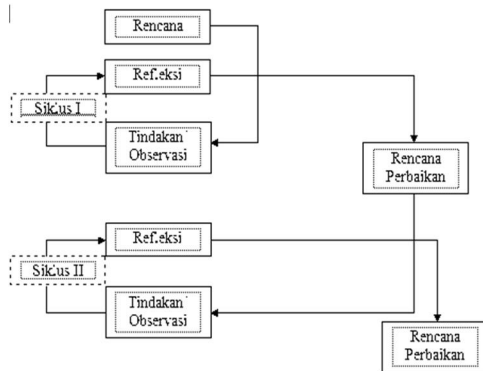 Rencana
Refleksi
Siklus I
Tindakan/
Observasi
Rencana
Perbaikan
Refleksi
Siklus II
Tindakan/
Observasi
Rencana
Perbaikan